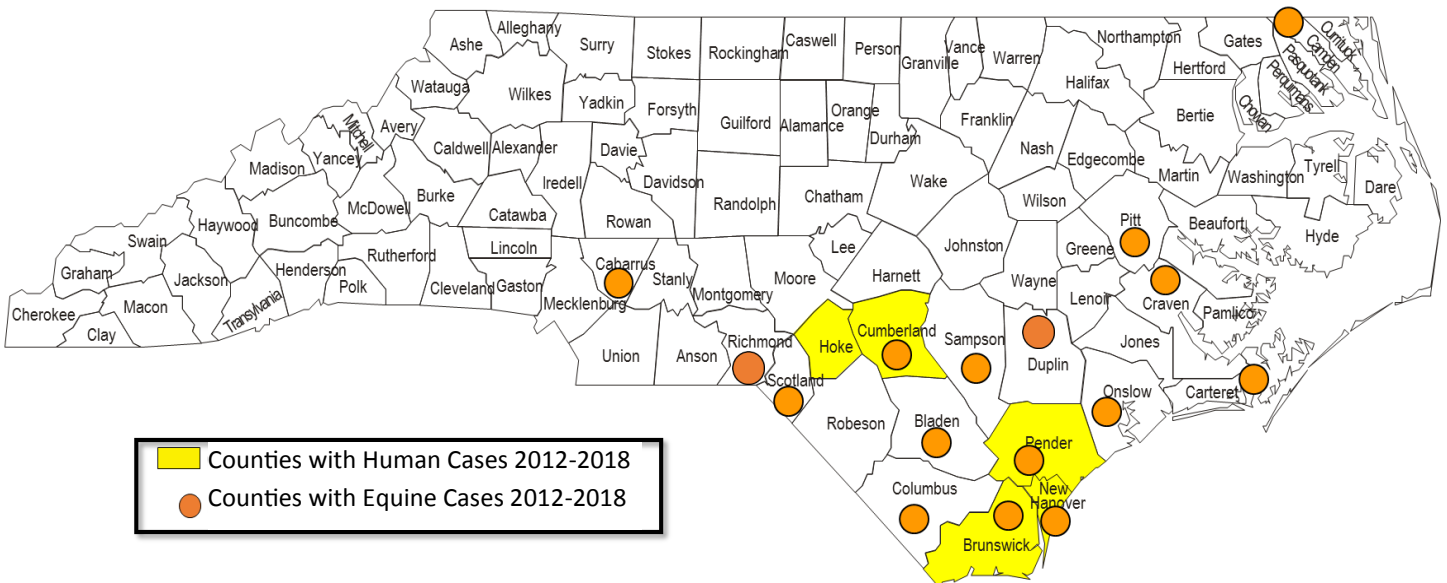 Alleghany
Ashe
Surry
Stokes
Rockingham
Caswell
Person
Vance
Granville
Warren
Northampton
Gates
Currituck
Camden
Pasquotank
Perquimans
Hertford
Halifax
Watauga
Wilkes
Yadkin
Forsyth
Guilford
Alamance
Orange
Durham
Franklin
Bertie
Chowan
Mitchell
Avery
Caldwell
Alexander
Davie
Nash
Edgecombe
Madison
Yancey
Iredell
Davidson
Martin
Washington
Tyrell
Dare
Burke
McDowell
Buncombe
Haywood
Catawba
Rowan
Randolph
Chatham
Wake
Wilson
Pitt
Beaufort
Hyde
Swain
Lincoln
Lee
Johnston
Greene
Graham
Jackson
Henderson
Rutherford
Polk
Cleveland
Gaston
Cabarrus
Stanly
Montgomery
Moore
Harnett
Wayne
Lenoir
Craven
Pamlico
Cherokee
Macon
Clay
Transylvania
Mecklenburg
Union
Anson
Richmond
Hoke
Cumberland
Sampson
Duplin
Jones
Scotland
Onslow
Carteret
Robeson
Bladen
Pender
Columbus
New
Hanover
Brunswick
Counties with Human Cases 2012-2018
Counties with Equine Cases 2012-2018